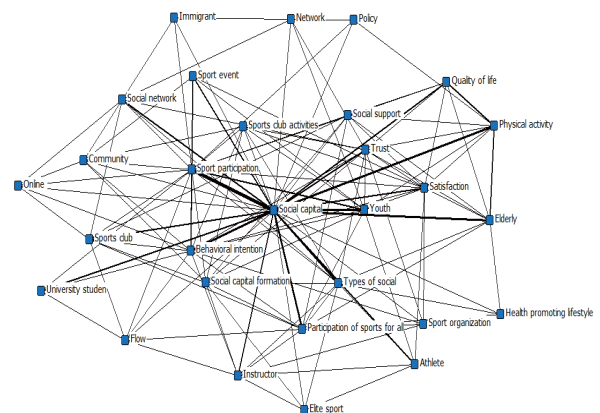 Immigrant
Network
Policy
Sport event
Quality of life
Social network
Social support
Sports club activities
Physical activity
Trust
Community
Sport participation
Online
Satisfaction
Social capital
Youth
Elderly
Sports club
Behavioral intention
Social capital formation
Types of social
University studen
Health promoting lifestyle
Participation of sports for all
Sport organization
Flow
Athlete
Instructor
Elite sport